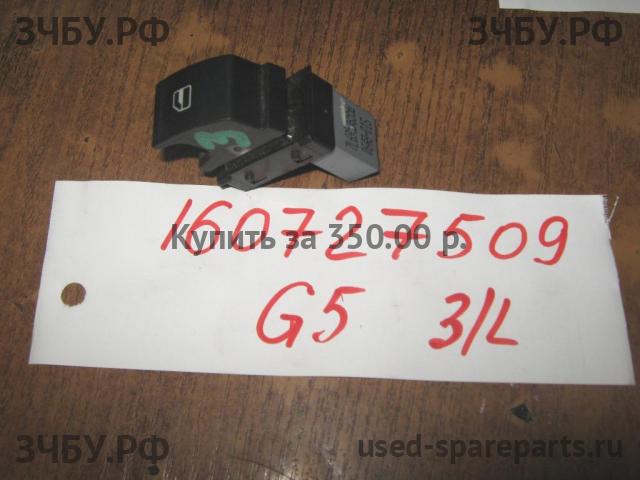 ЗЧБУ.РФ
ЗЧБУ.РФ
160727509
Купить за 350.00 р.
G5 3/L
ЗЧБУ.РФ
used-spareparts.ru